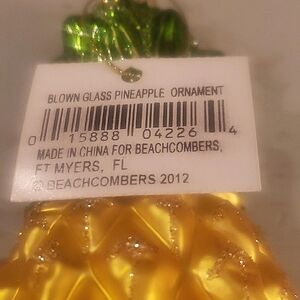 BLOWN GLASS PINEAPPLE ORNAMENT
0 15888 04226 4
MADE IN CHINA FOR BEACHCOMBERS,
FT MYERS, FL
© BEACHCOMBERS 2012